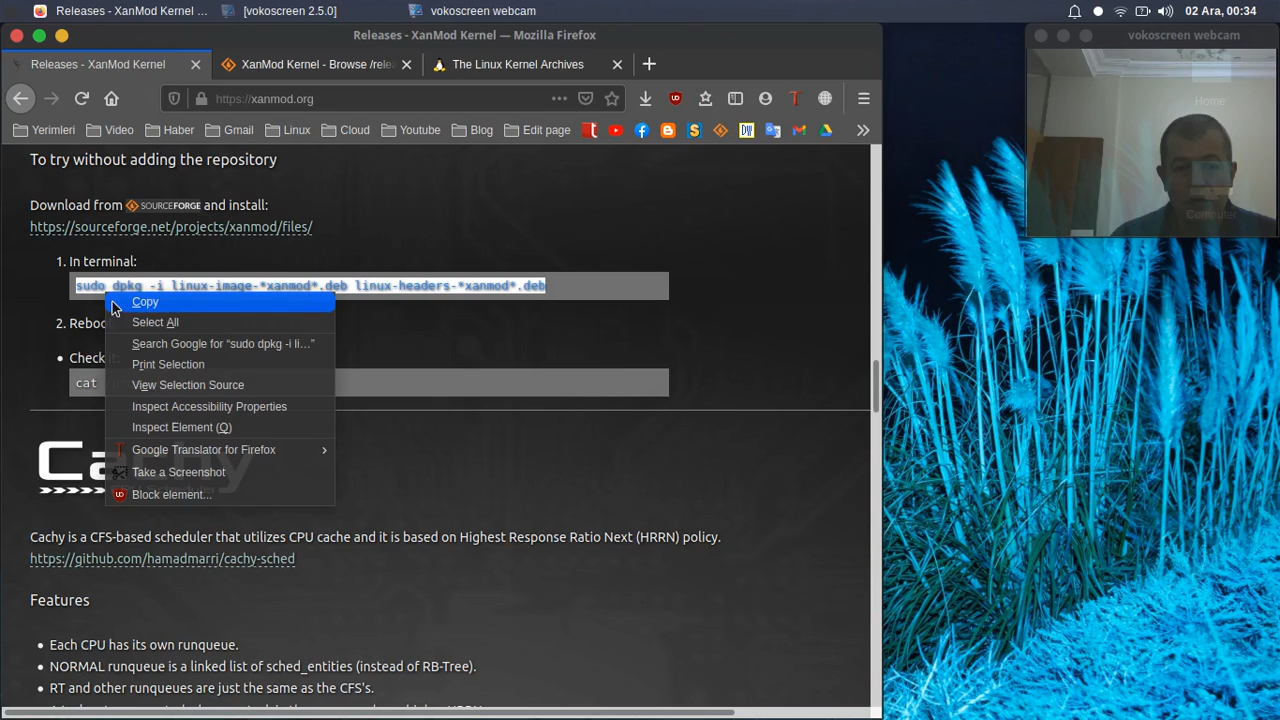 Releases - XanMod Kernel ...
[vokoscreen 2.5.0]
vokoscreen webcam
02 Ara, 00:34
Releases - XanMod Kernel — Mozilla Firefox
vokoscreen webcam
Releases - XanMod Kernel
XanMod Kernel - Browse /rele
The Linux Kernel Archives
https://xanmod.org
Yerimleri
Video
Haber
Gmail
Linux
Cloud
Youtube
Blog
Edit page
Home
Computer
To try without adding the repository
Download from SOURCEFORGE and install:
https://sourceforge.net/projects/xanmod/files/
1. In terminal:
sudo dpkg -i linux-image-*xanmod*.deb linux-headers-*xanmod*.deb
2. Reboo
Check it:
cat
Copy
Select All
Search Google for “sudo dpkg -i li...”
Print Selection
View Selection Source
Inspect Accessibility Properties
Inspect Element (Q)
Google Translator for Firefox
Take a Screenshot
Block element...
Cachy
Cachy is a CFS-based scheduler that utilizes CPU cache and it is based on Highest Response Ratio Next (HRRN) policy.
https://github.com/hamadmarri/cachy-sched
Features
Each CPU has its own runqueue.
NORMAL runqueue is a linked list of sched_entities (instead of RB-Tree).
RT and other runqueues are just the same as the CFS's.